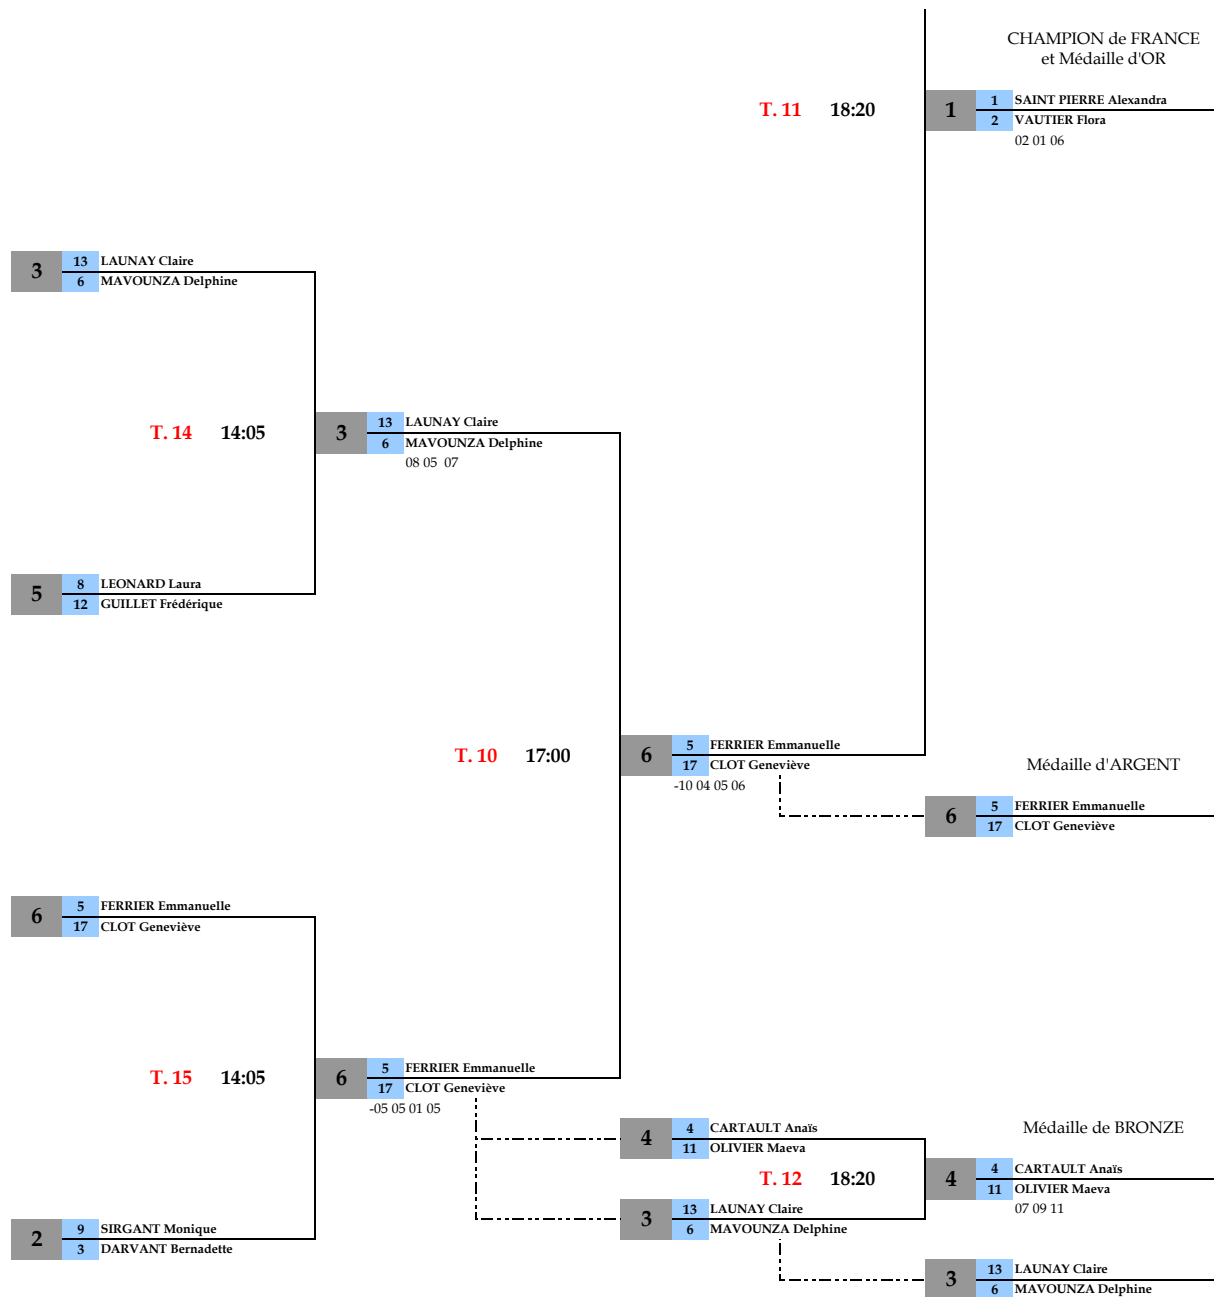 CHAMPION de FRANCE
et Médaille d'OR
T. 11 18:20
1
1 SAINT PIERRE Alexandra
2 VAUTIER Flora
02 01 06
3
13 LAUNAY Claire
6 MAVOUNZA Delphine
T. 14 14:05
3
13 LAUNAY Claire
6 MAVOUNZA Delphine
08 05 07
5
8 LEONARD Laura
12 GUILLET Frédérique
T. 10 17:00
6
5 FERRIER Emmanuelle
17 CLOT Geneviève
-10 04 05 06
Médaille d'ARGENT
6
5 FERRIER Emmanuelle
17 CLOT Geneviève
6
5 FERRIER Emmanuelle
17 CLOT Geneviève
T. 15 14:05
6
5 FERRIER Emmanuelle
17 CLOT Geneviève
-05 05 01 05
4
4 CARTAULT Anaïs
11 OLIVIER Maeva
Médaille de BRONZE
T. 12 18:20
4
4 CARTAULT Anaïs
11 OLIVIER Maeva
07 09 11
3
13 LAUNAY Claire
6 MAVOUNZA Delphine
2
9 SIRGANT Monique
3 DARVANT Bernadette
3
13 LAUNAY Claire
6 MAVOUNZA Delphine